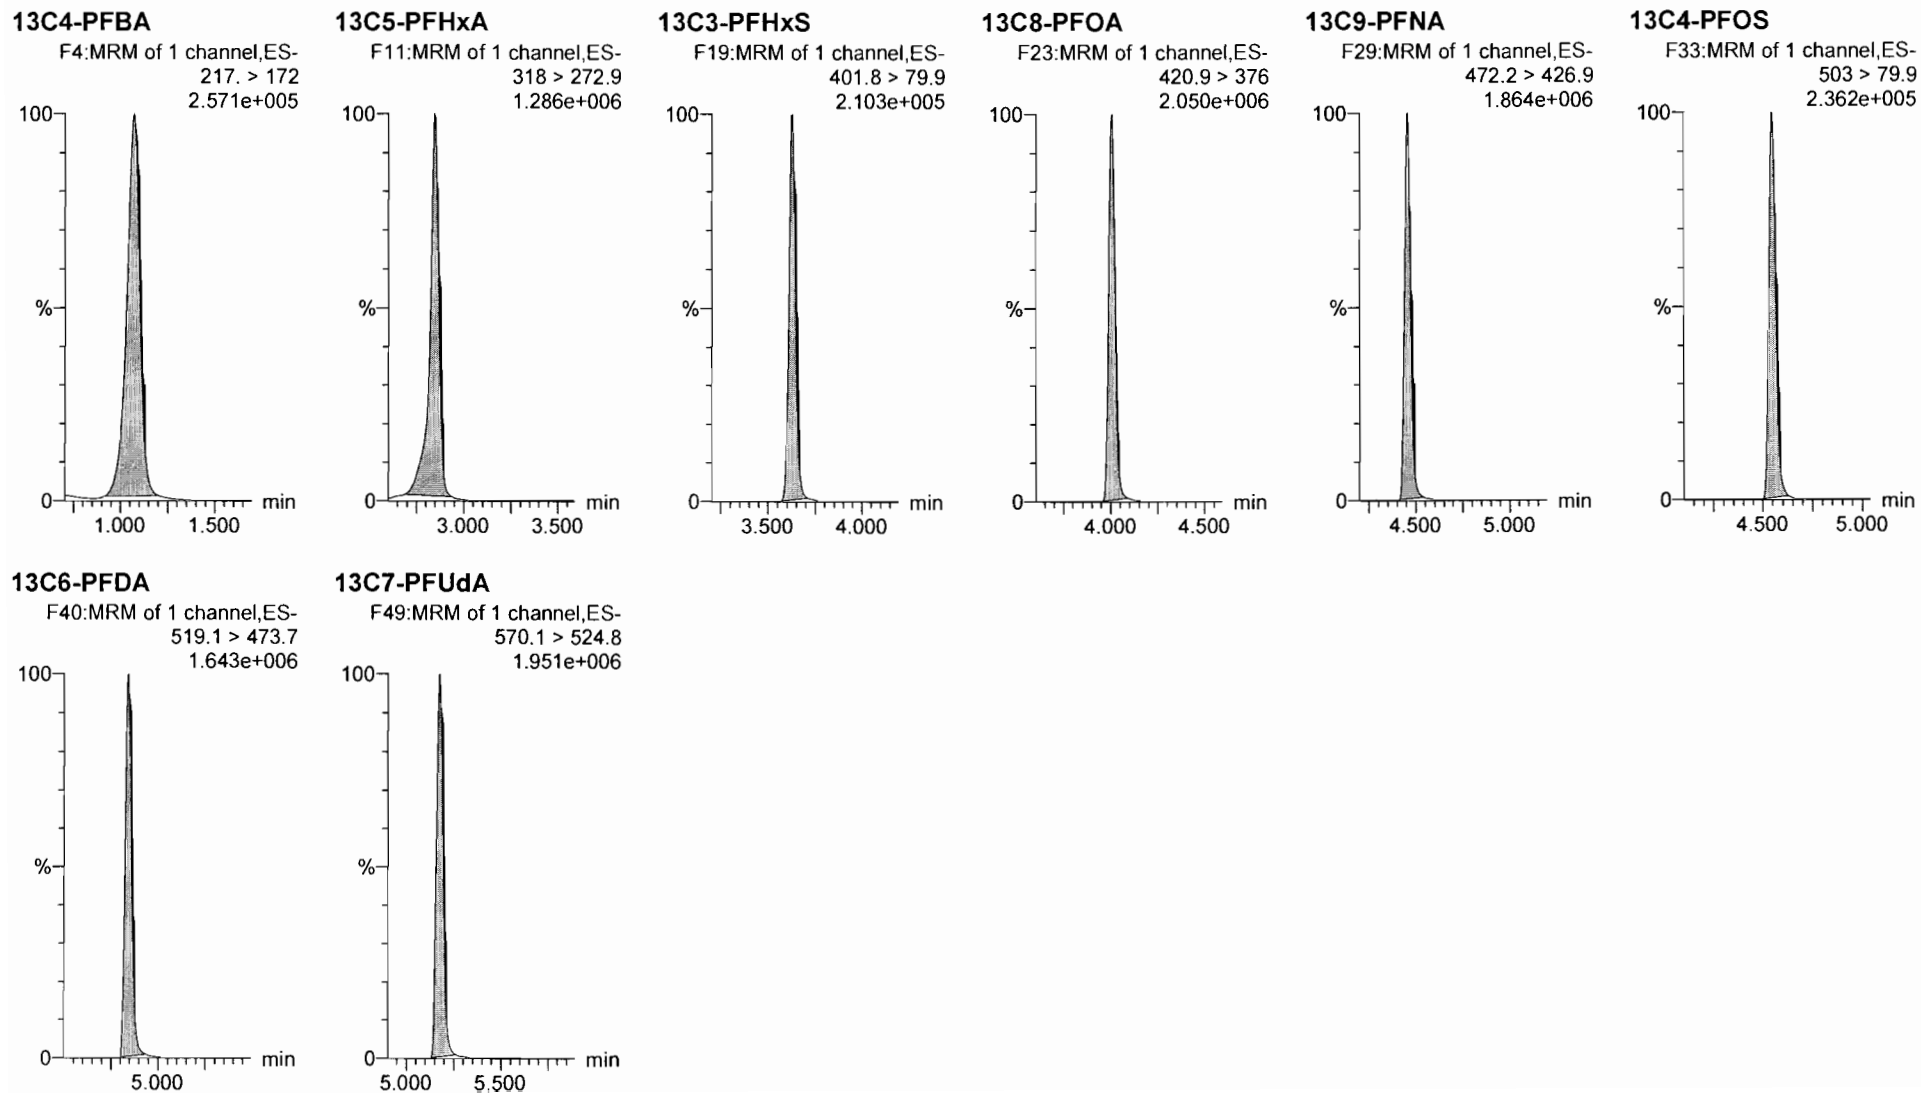 13C4-PFBA
F4:MRM of 1 channel,ES-
217. > 172
2.571e+005
100
%
0
min
1.000 1.500
13C5-PFHxA
F11:MRM of 1 channel,ES-
318 > 272.9
1.286e+006
100
%
0
min
3.000 3.500
13C3-PFHxS
F19:MRM of 1 channel,ES-
401.8 > 79.9
2.103e+005
100
%
0
min
3.500 4.000
13C8-PFOA
F23:MRM of 1 channel,ES-
420.9 > 376
2.050e+006
100
%
0
min
4.000 4.500
13C9-PFNA
F29:MRM of 1 channel,ES-
472.2 > 426.9
1.864e+006
100
%
0
min
4.500 5.000
13C4-PFOS
F33:MRM of 1 channel,ES-
503 > 79.9
2.362e+005
100
%
0
min
4.500 5.000
13C6-PFDA
F40:MRM of 1 channel,ES-
519.1 > 473.7
1.643e+006
100
%
0
min
5.000
13C7-PFUdA
F49:MRM of 1 channel,ES-
570.1 > 524.8
1.951e+006
100
%
0
min
5.000 5.500